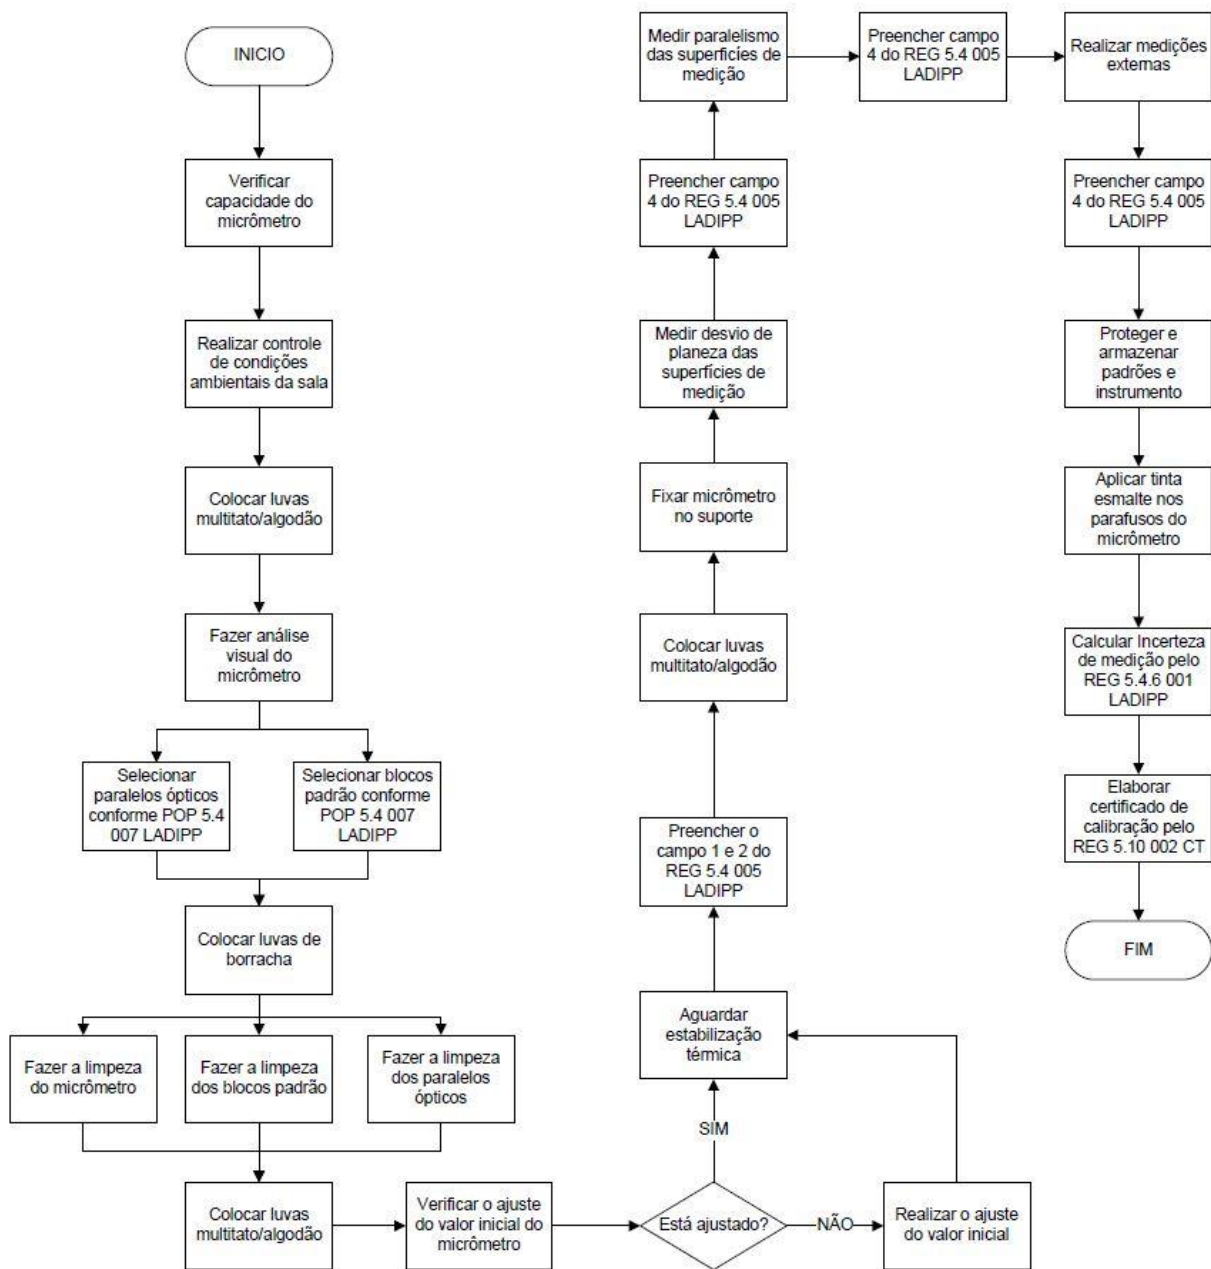 INICIO
Verificar
capacidade do
micrômetro
Realizar controle
de condições
ambientais da sala
Colocar luvas
multitato/algodão
Fazer análise
visual do
micrômetro
Selecionar
paralelos ópticos
conforme POP 5.4
007 LADIPP
Selecionar blocos
padrão conforme
POP 5.4 007
LADIPP
Colocar luvas de
borracha
Fazer a limpeza
do micrômetro
Fazer a limpeza
dos blocos padrão
Fazer a limpeza
dos paralelos
ópticos
Colocar luvas
multitato/algodão
Verificar o ajuste
do valor inicial do
micrômetro
Está ajustado?
NÃO
Realizar o ajuste
do valor inicial
SIM
Aguardar
estabilização
térmica
Preencher o
campo 1 e 2 do
REG 5.4 005
LADIPP
Colocar luvas
multitato/algodão
Fixar micrômetro
no suporte
Medir desvio de
planeza das
superfícies de
medição
Preencher campo
4 do REG 5.4 005
LADIPP
Medir paralelismo
das superfícies de
medição
Preencher campo
4 do REG 5.4 005
LADIPP
Realizar medições
externas
Preencher campo
4 do REG 5.4 005
LADIPP
Proteger e
armazenar
padrões e
instrumento
Aplicar tinta
esmalte nos
parafusos do
micrômetro
Calcular Incerteza
de medição pelo
REG 5.4.6 001
LADIPP
Elaborar
certificado de
calibração pelo
REG 5.10 002 CT
FIM